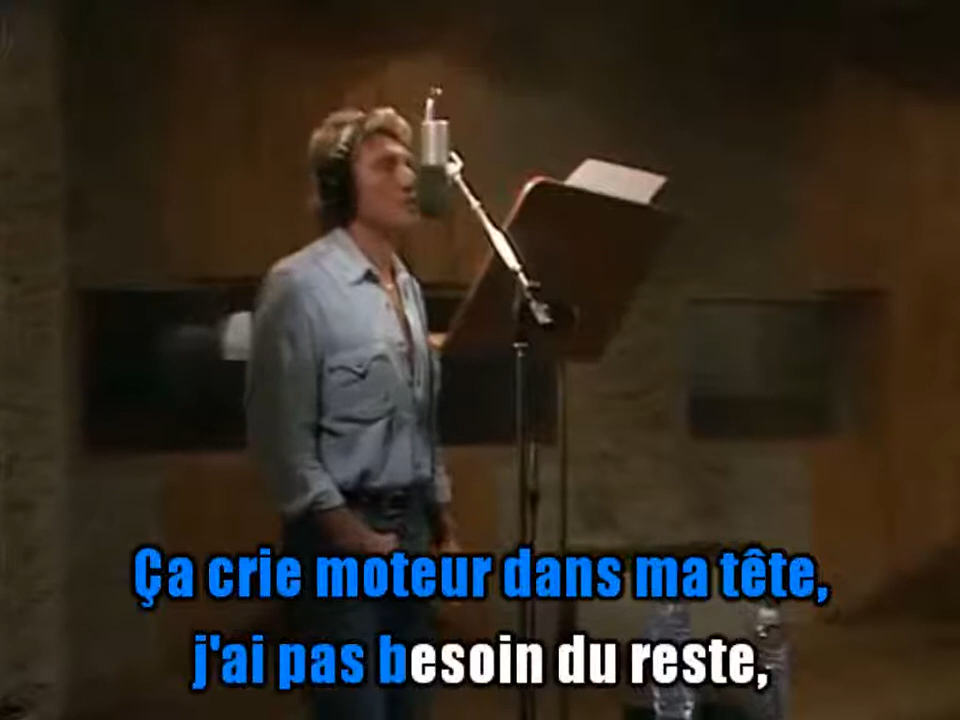 Ça crie moteur dans ma tête,
j'ai pas besoin du reste,